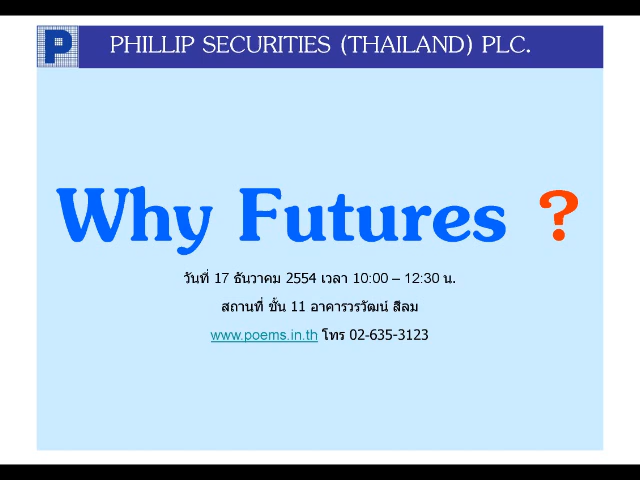 P
PHILLIP SECURITIES (THAILAND) PLC.
Why Futures ?
วันที่ 17 ธันวาคม 2554 เวลา 10:00 – 12:30 น.
สถานที่ ชั้น 11 อาคารวรวัฒน์ สีลม
www.poems.in.th โทร 02-635-3123